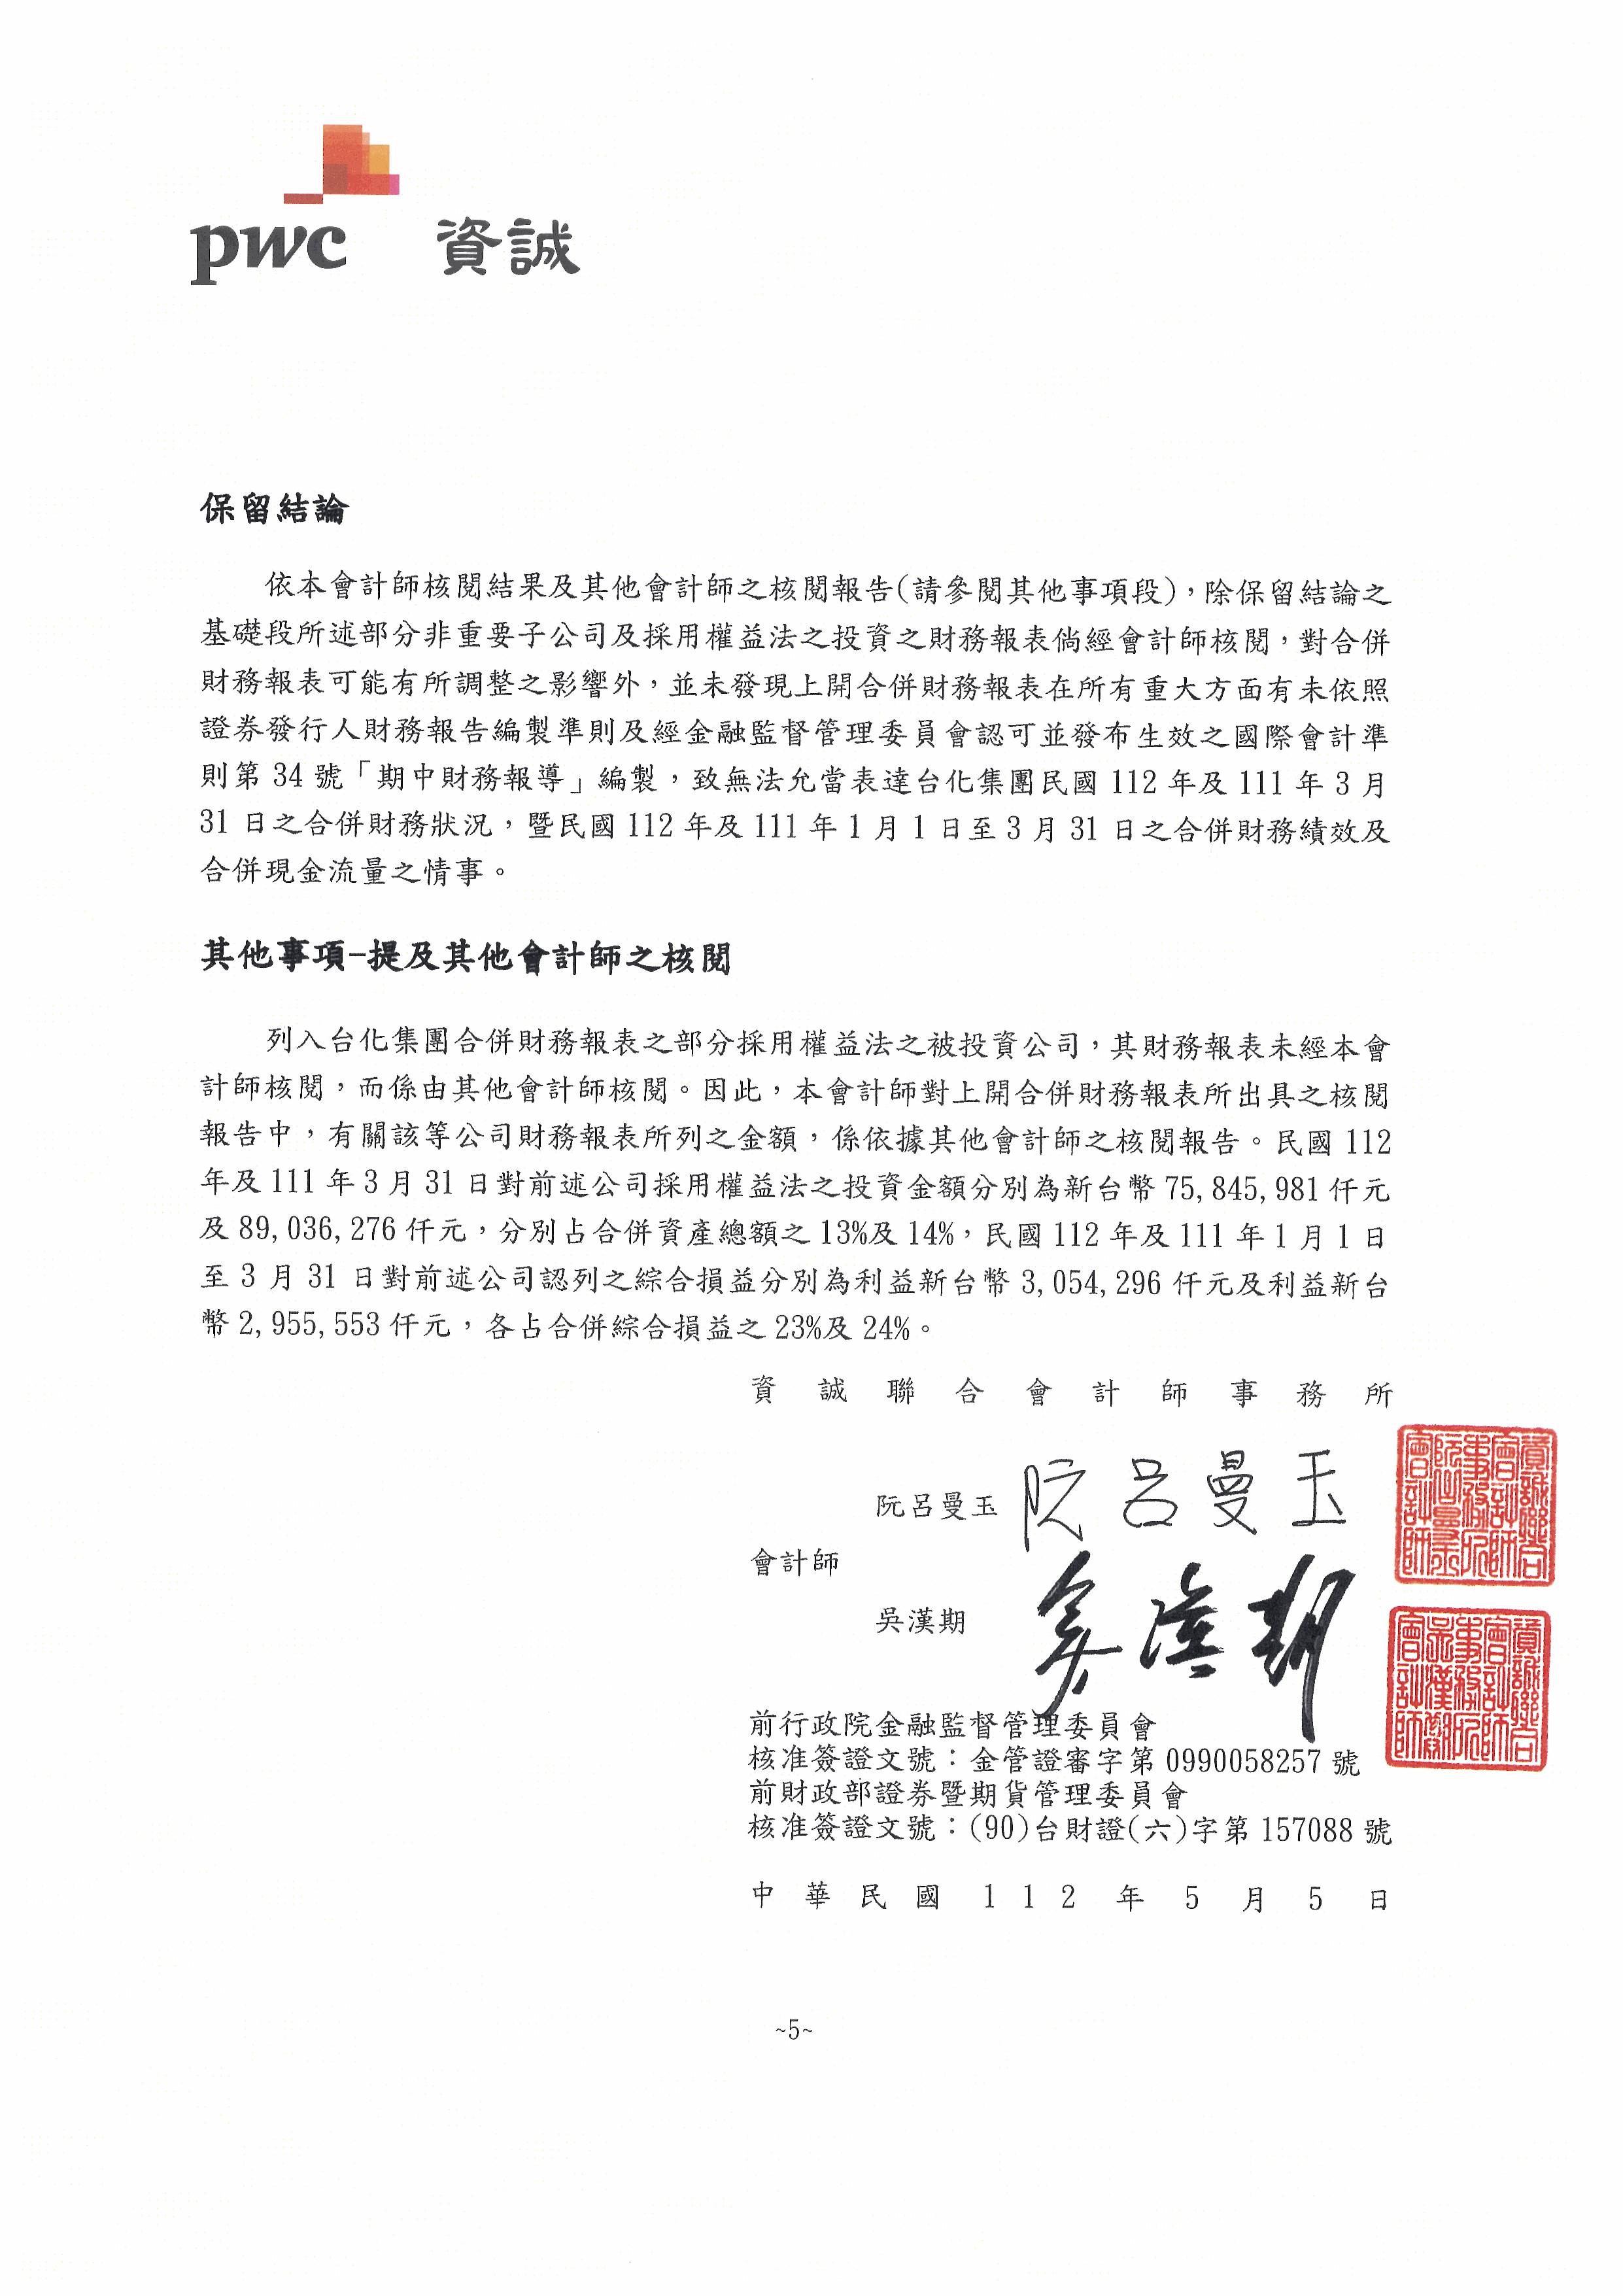 pwc 資誠
保留結論
依本會計師核閱結果及其他會計師之核閱報告(請參閱其他事項段)，除保留結論之
基礎段所述部分非重要子公司及採用權益法之投資之財務報表倘經會計師核閱，對合併
財務報表可能有所調整之影響外，並未發現上開合併財務報表在所有重大方面有未依照
證券發行人財務報告編製準則及經金融監督管理委員會認可並發布生效之國際會計準
則第 34 號「期中財務報導」編製，致無法允當表達台化集團民國 112 年及 111 年 3 月
31 日之合併財務狀況，暨民國 112 年及 111 年 1 月 1 日至 3 月 31 日之合併財務績效及
合併現金流量之情事。
其他事項-提及其他會計師之核閱
列入台化集團合併財務報表之部分採用權益法之被投資公司，其財務報表未經本會
計師核閱，而係由其他會計師核閱。因此，本會計師對上開合併財務報表所出具之核閱
報告中，有關該等公司財務報表所列之金額，係依據其他會計師之核閱報告。民國 112
年及 111 年 3 月 31 日對前述公司採用權益法之投資金額分別為新台幣 75,845,981 仟元
及 89,036,276 仟元，分別占合併資產總額之 13%及 14%，民國 112 年及 111 年 1 月 1 日
至 3 月 31 日對前述公司認列之綜合損益分別為利益新台幣 3,054,296 仟元及利益新台
幣 2,955,553 仟元，各占合併綜合損益之 23%及 24%。
資誠聯合會計師事務所
阮呂曼玉 阮呂曼玉
會計師
吳漢期 吳漢期
資誠聯合會計師事務所阮呂曼玉會計師
資誠聯合會計師事務所吳漢期會計師
前行政院金融監督管理委員會
核准簽證文號：金管證審字第 0990058257 號
前財政部證券暨期貨管理委員會
核准簽證文號：(90)台財證(六)字第 157088 號
中華民國 112 年 5 月 5 日
~5~